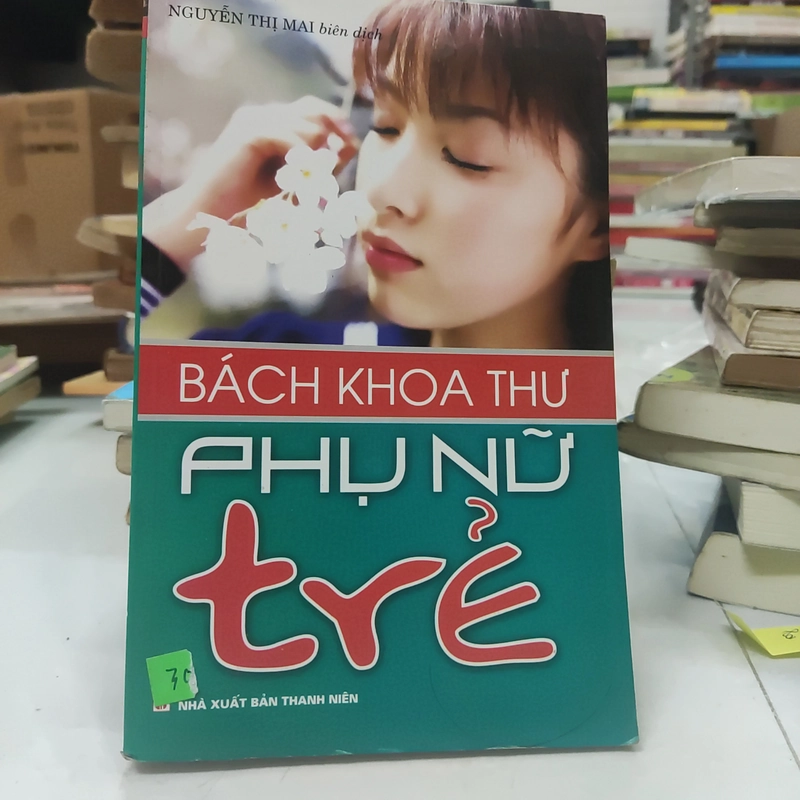 NGUYỄN THỊ MAI biên dịch
BÁCH KHOA THƯ
PHỤ NỮ
trẻ
30
NHÀ XUẤT BẢN THANH NIÊN